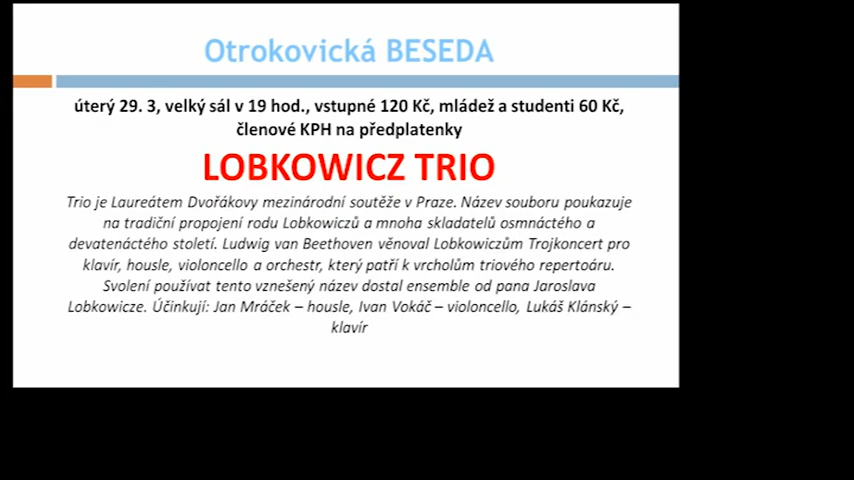 Otrokovická BESEDA
úterý 29. 3, velký sál v 19 hod., vstupné 120 Kč, mládež a studenti 60 Kč,
členové KPH na předplatenky
LOBKOWICZ TRIO
Trio je Laureátem Dvořákovy mezinárodní soutěže v Praze. Název souboru poukazuje
na tradiční propojení rodu Lobkowiczů a mnoha skladatelů osmnáctého a
devatenáctého století. Ludwig van Beethoven věnoval Lobkowiczům Trojkoncert pro
klavír, housle, violoncello a orchestr, který patří k vrcholům triového repertoáru.
Svolení používat tento vznešený název dostal ensemble od pana Jaroslava
Lobkowicze. Účinkují: Jan Mráček – housle, Ivan Vokáč – violoncello, Lukáš Klánský –
klavír